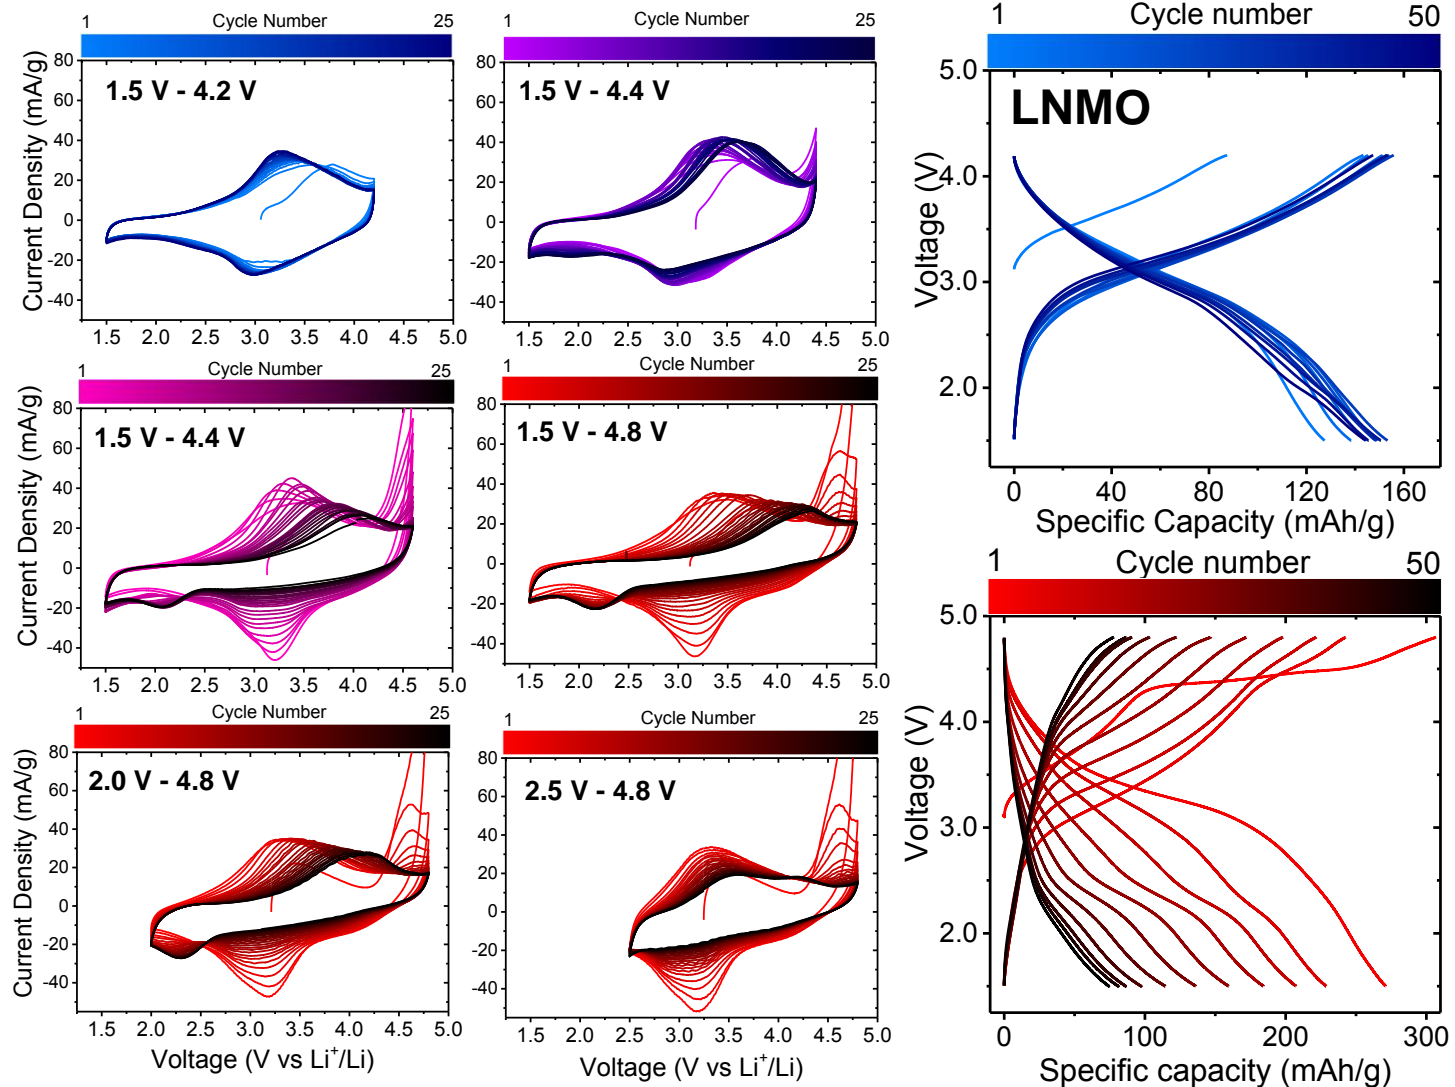 1 Cycle Number 25
80
60
40
20
0
-20
-40
1.5 V - 4.2 V
1.5 2.0 2.5 3.0 3.5 4.0 4.5 5.0
Current Density (mA/g)
1 Cycle Number 25
80
60
40
20
0
-20
-40
1.5 V - 4.4 V
1.5 2.0 2.5 3.0 3.5 4.0 4.5 5.0
1 Cycle Number 25
80
60
40
20
0
-20
-40
1.5 V - 4.4 V
1.5 2.0 2.5 3.0 3.5 4.0 4.5 5.0
Current Density (mA/g)
1 Cycle Number 25
80
60
40
20
0
-20
-40
1.5 V - 4.8 V
1.5 2.0 2.5 3.0 3.5 4.0 4.5 5.0
1 Cycle Number 25
80
60
40
20
0
-20
-40
2.0 V - 4.8 V
1.5 2.0 2.5 3.0 3.5 4.0 4.5 5.0
Current Density (mA/g)
Voltage (V vs Li⁺/Li)
1 Cycle Number 25
80
60
40
20
0
-20
-40
2.5 V - 4.8 V
1.5 2.0 2.5 3.0 3.5 4.0 4.5 5.0
Voltage (V vs Li⁺/Li)
1 Cycle number 50
5.0
4.0
3.0
2.0
LNMO
Voltage (V)
0 40 80 120 160
Specific Capacity (mAh/g)
1 Cycle number 50
5.0
4.0
3.0
2.0
Voltage (V)
0 100 200 300
Specific capacity (mAh/g)